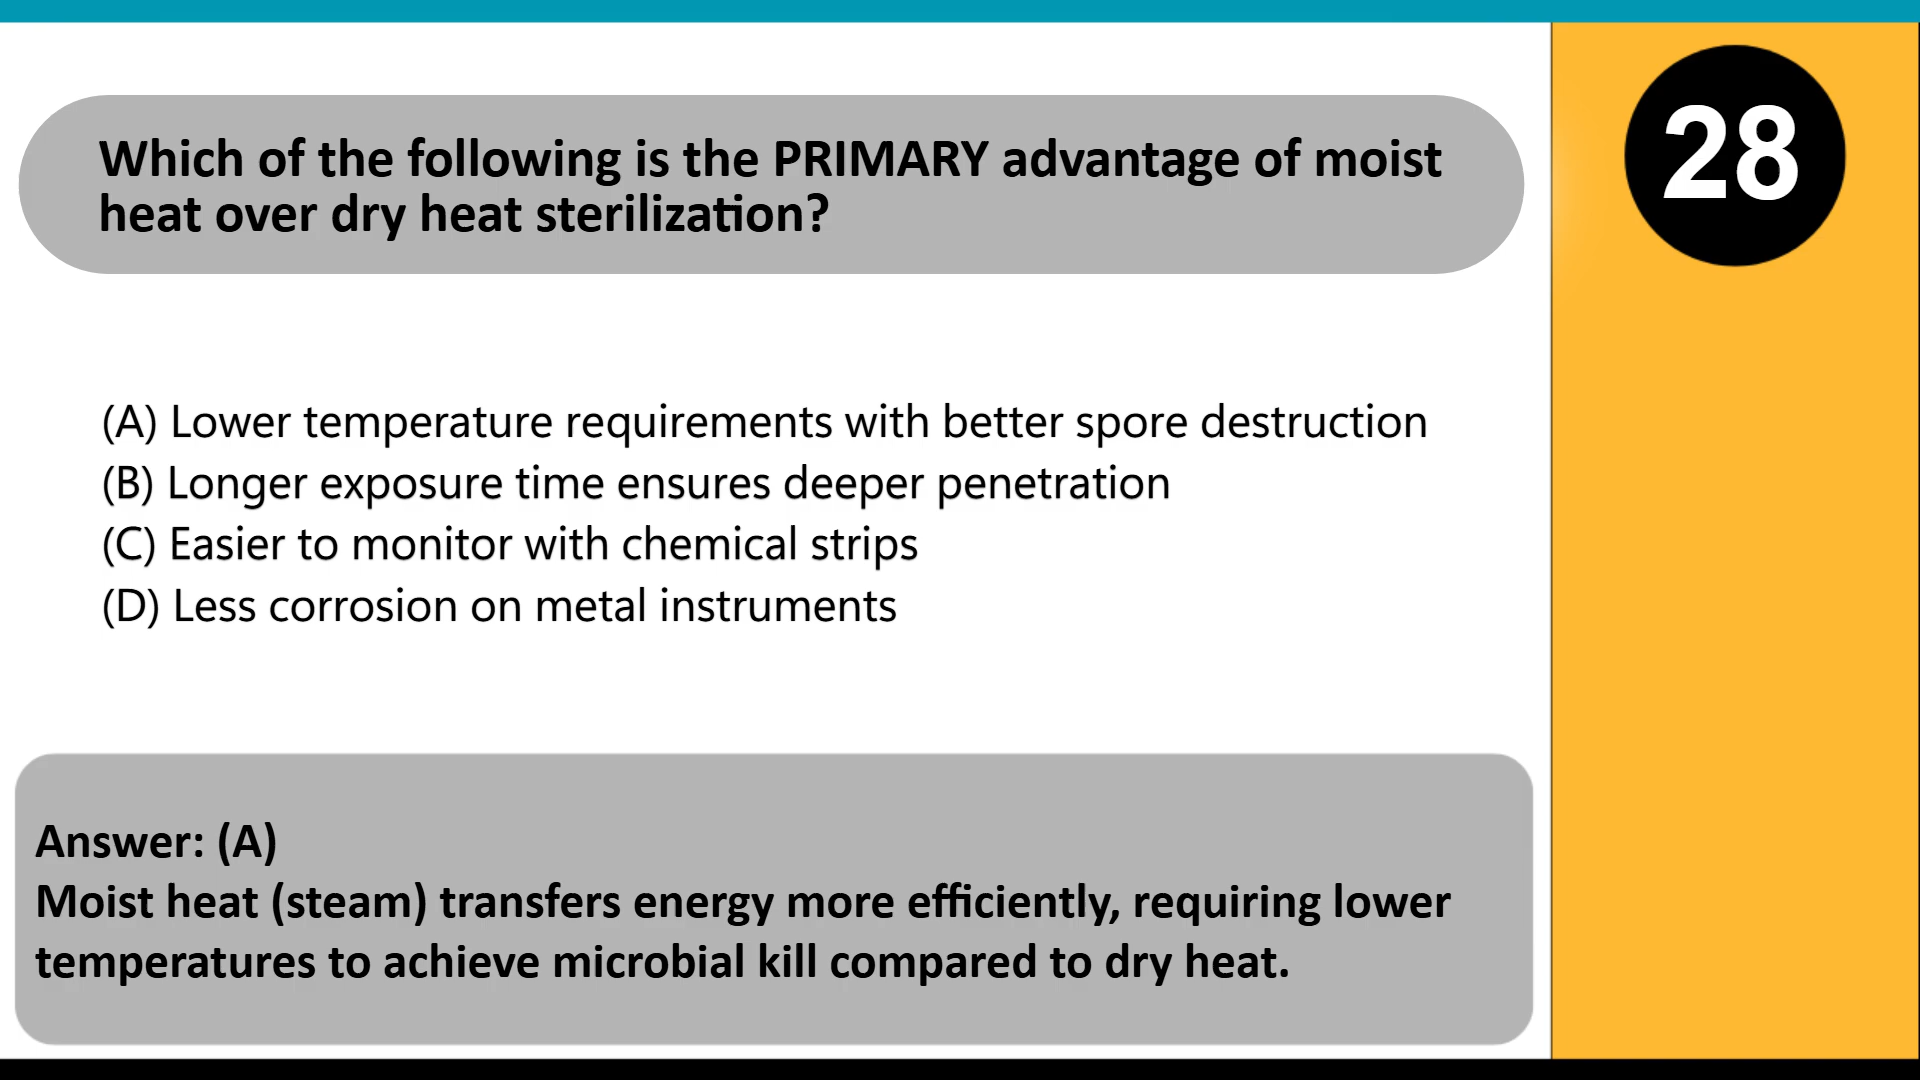 28
Which of the following is the PRIMARY advantage of moist
heat over dry heat sterilization?
(A) Lower temperature requirements with better spore destruction
(B) Longer exposure time ensures deeper penetration
(C) Easier to monitor with chemical strips
(D) Less corrosion on metal instruments
Answer: (A)
Moist heat (steam) transfers energy more efficiently, requiring lower
temperatures to achieve microbial kill compared to dry heat.